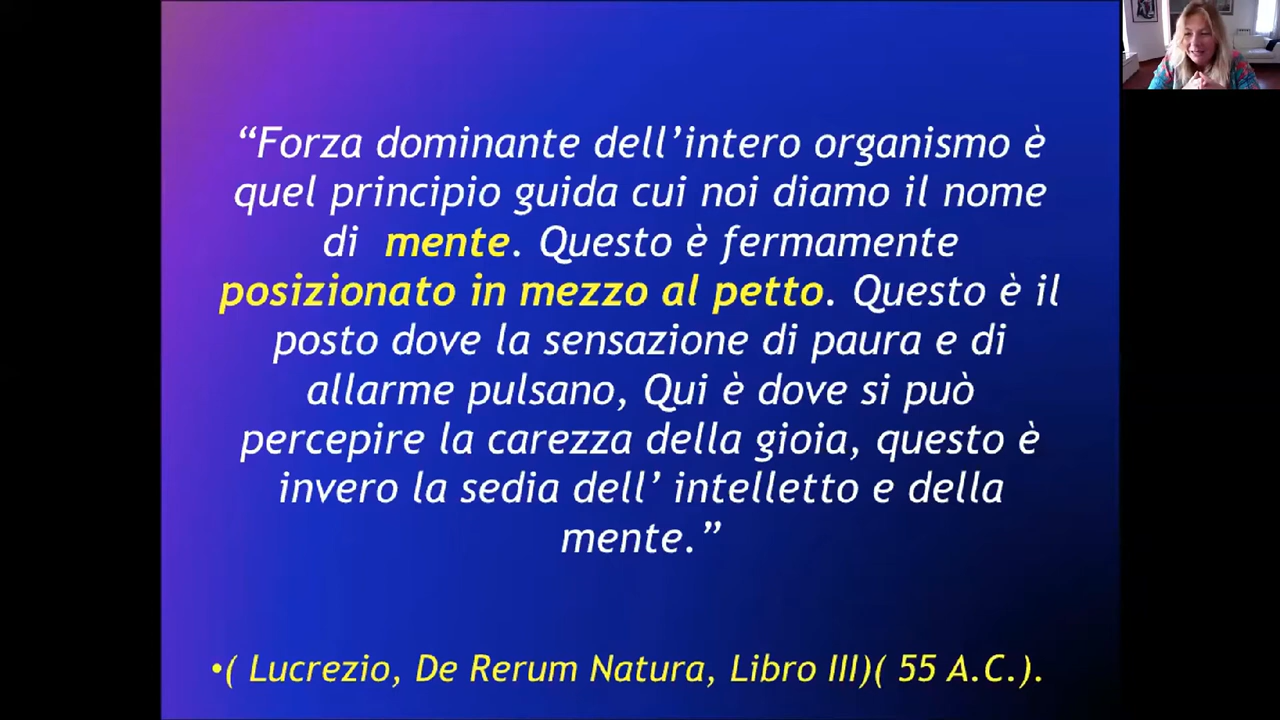 “Forza dominante dell’intero organismo è
quel principio guida cui noi diamo il nome
di mente. Questo è fermamente
posizionato in mezzo al petto. Questo è il
posto dove la sensazione di paura e di
allarme pulsano, Qui è dove si può
percepire la carezza della gioia, questo è
invero la sedia dell’ intelletto e della
mente.”
•( Lucrezio, De Rerum Natura, Libro III)( 55 A.C.).